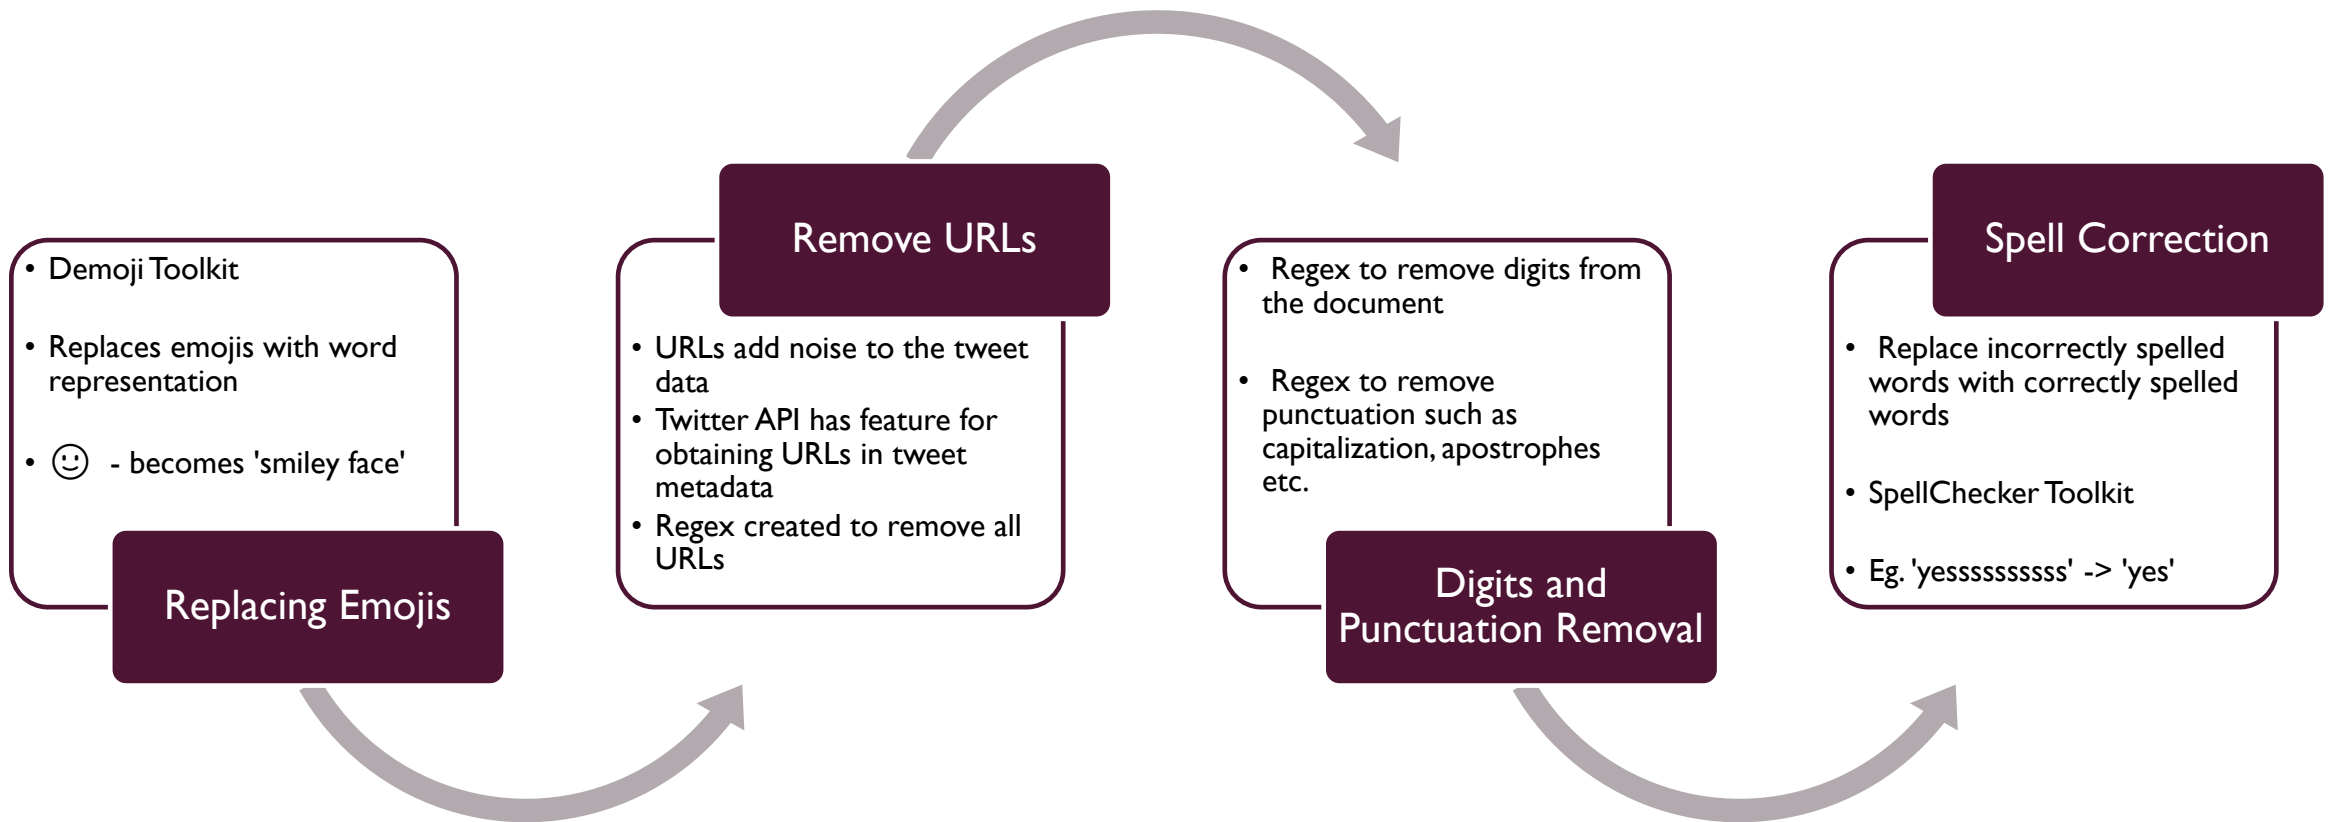 • Demoji Toolkit
• Replaces emojis with word
representation
• 🙂 - becomes 'smiley face'
Replacing Emojis
Remove URLs
• URLs add noise to the tweet
data
• Twitter API has feature for
obtaining URLs in tweet
metadata
• Regex created to remove all
URLs
• Regex to remove digits from
the document
• Regex to remove
punctuation such as
capitalization, apostrophes
etc.
Digits and
Punctuation Removal
Spell Correction
• Replace incorrectly spelled
words with correctly spelled
words
• SpellChecker Toolkit
• Eg. 'yessssssssss' -> 'yes'